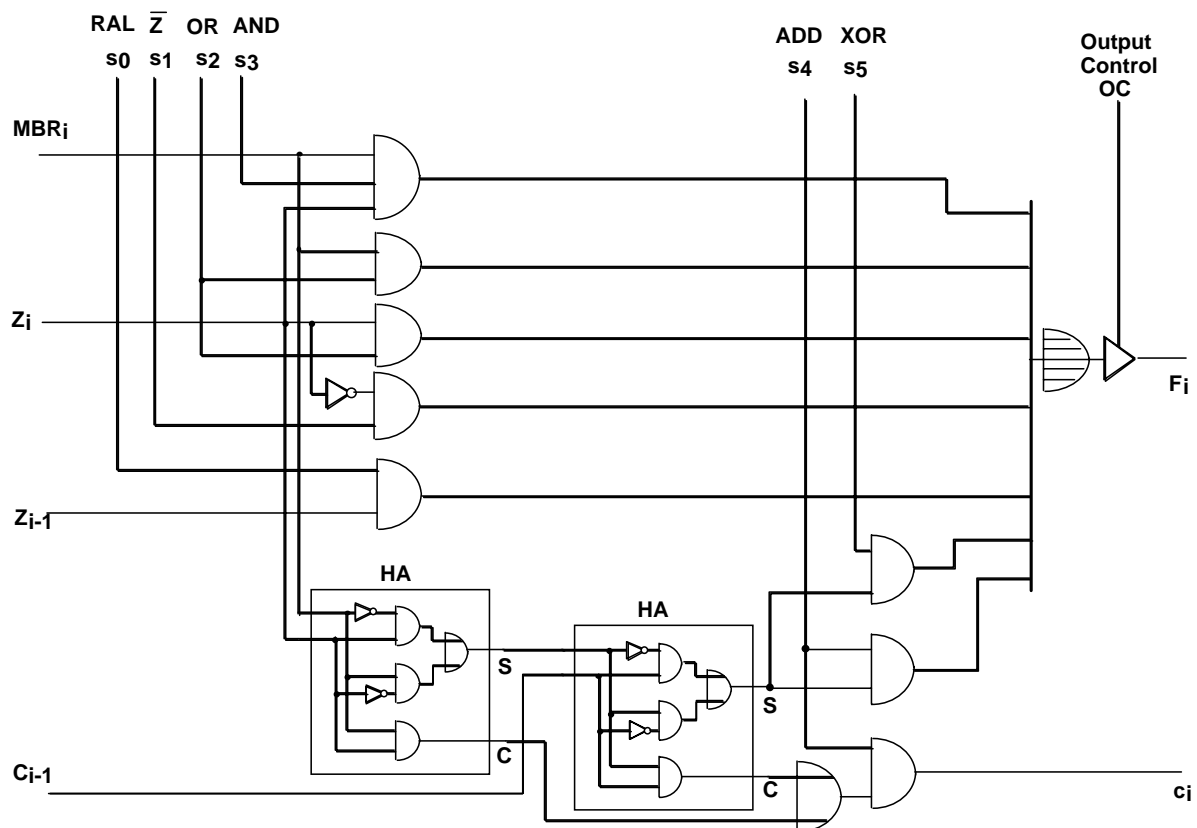 RAL Z̅ OR AND
s0 s1 s2 s3
ADD XOR
s4 s5
Output
Control
OC
MBRi
Zi
Fi
Zi-1
HA
HA
S
S
C
C
Ci-1
ci